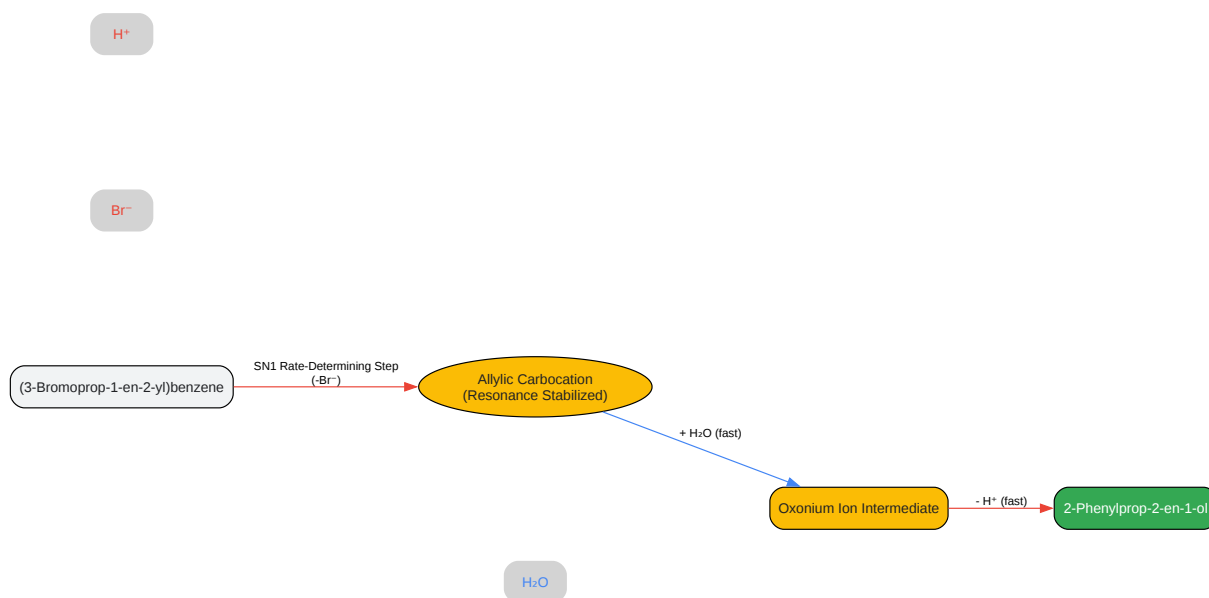 H⁺
Br⁻
SN1 Rate-Determining Step
(-Br⁻)
(3-Bromoprop-1-en-2-yl)benzene
Allylic Carbocation
(Resonance Stabilized)
+ H₂O (fast)
Oxonium Ion Intermediate
- H⁺ (fast)
2-Phenylprop-2-en-1-ol
H₂O